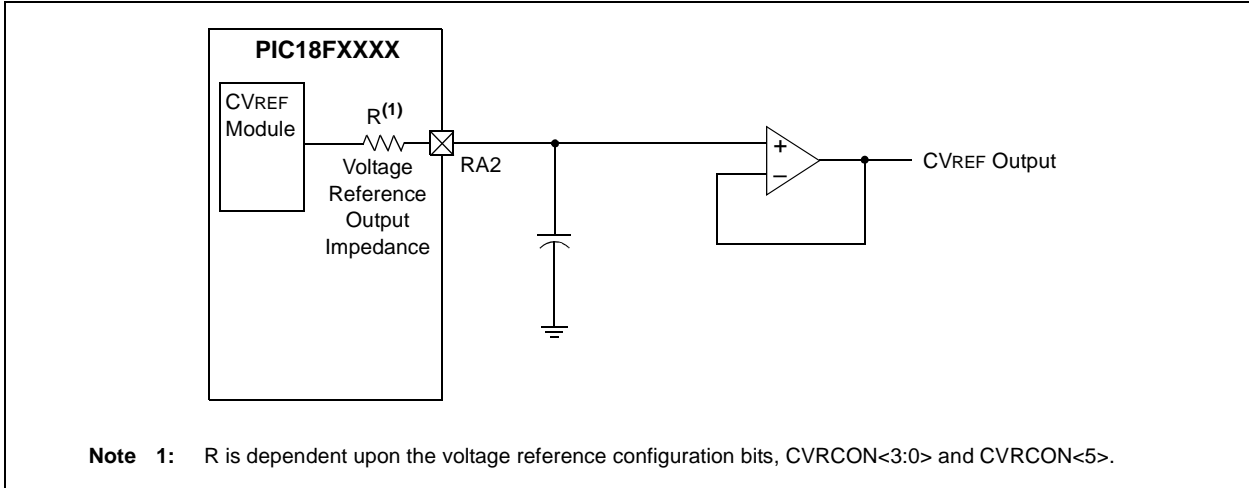 PIC18FXXXX
CVREF
Module
R(1)
Voltage
Reference
Output
Impedance
RA2
+
–
CVREF Output
Note 1: R is dependent upon the voltage reference configuration bits, CVRCON<3:0> and CVRCON<5>.